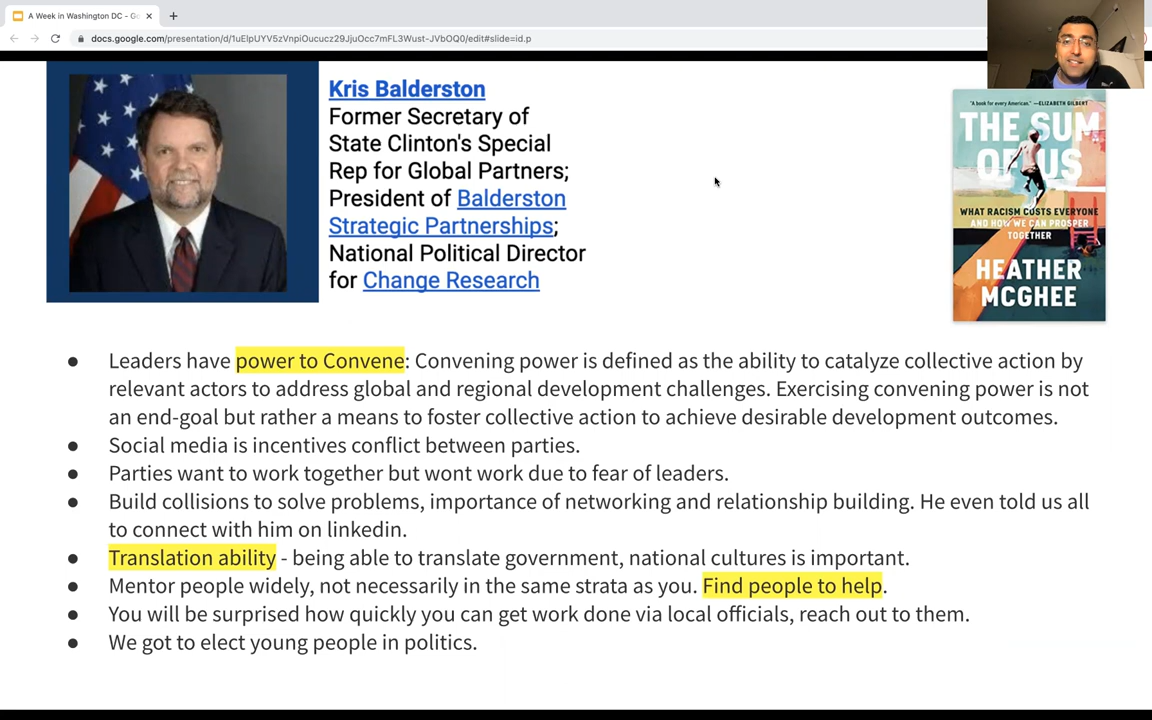 A Week in Washington DC - Go
docs.google.com/presentation/d/1uElpUYV5zVnpiOucucz29JjuOcc7mFL3Wust-JVbOQ0/edit#slide=id.p
Kris Balderston
Former Secretary of
State Clinton's Special
Rep for Global Partners;
President of Balderston
Strategic Partnerships;
National Political Director
for Change Research
"A book for every American." —ELIZABETH GILBERT
THE SUM
OF US
WHAT RACISM COSTS EVERYONE
AND HOW WE CAN PROSPER
TOGETHER
HEATHER
MCGHEE
● Leaders have power to Convene: Convening power is defined as the ability to catalyze collective action by
relevant actors to address global and regional development challenges. Exercising convening power is not
an end-goal but rather a means to foster collective action to achieve desirable development outcomes.
● Social media is incentives conflict between parties.
● Parties want to work together but wont work due to fear of leaders.
● Build collisions to solve problems, importance of networking and relationship building. He even told us all
to connect with him on linkedin.
● Translation ability - being able to translate government, national cultures is important.
● Mentor people widely, not necessarily in the same strata as you. Find people to help.
● You will be surprised how quickly you can get work done via local officials, reach out to them.
● We got to elect young people in politics.